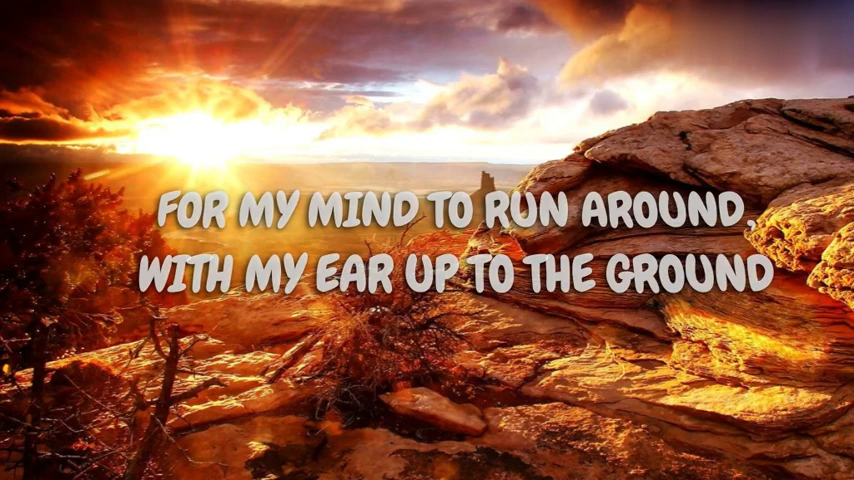 FOR MY MIND TO RUN AROUND,
WITH MY EAR UP TO THE GROUND